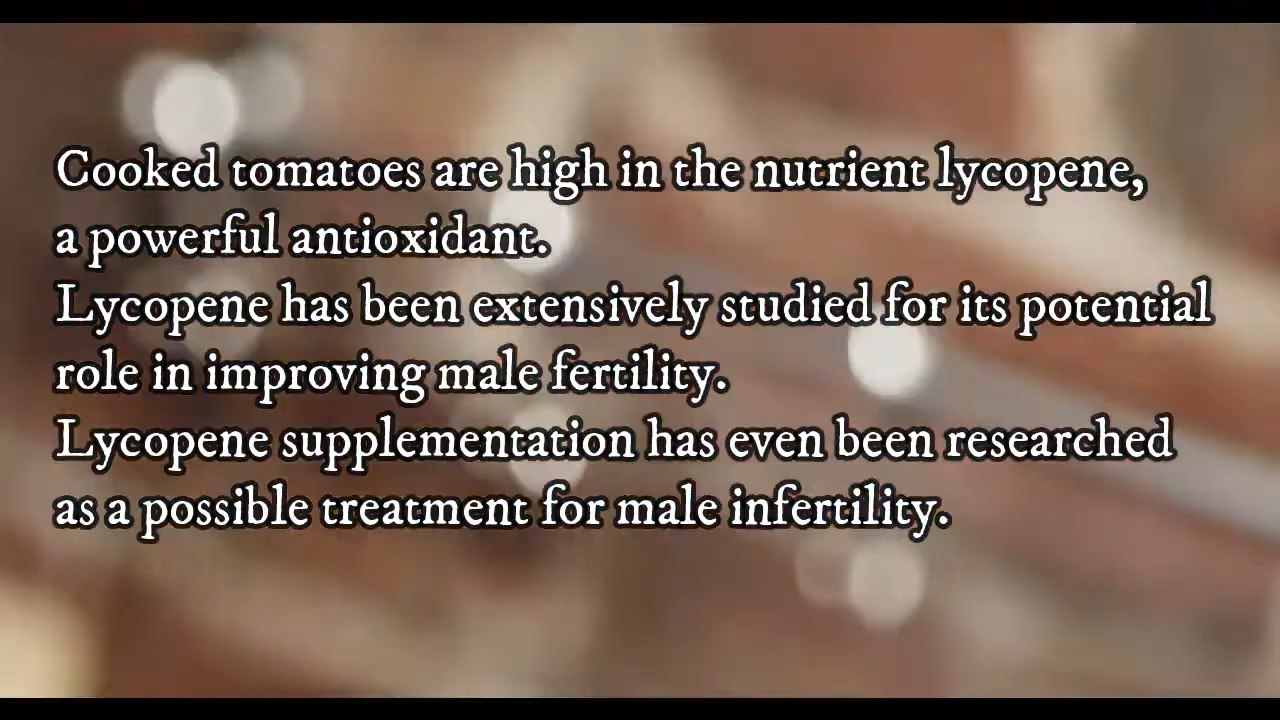 Cooked tomatoes are high in the nutrient lycopene,
a powerful antioxidant.
Lycopene has been extensively studied for its potential
role in improving male fertility.
Lycopene supplementation has even been researched
as a possible treatment for male infertility.